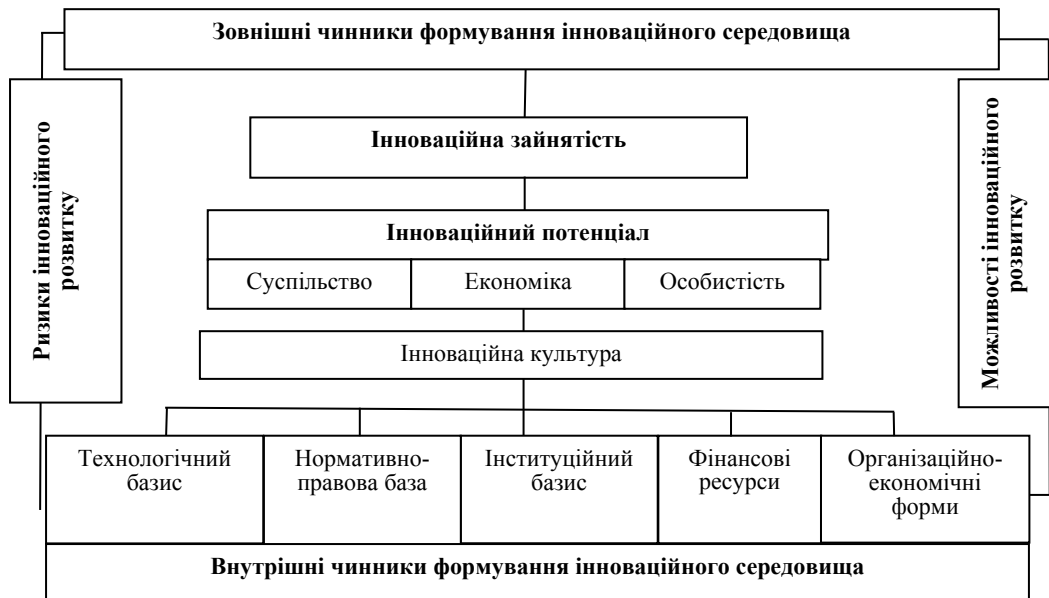 Зовнішні чинники формування інноваційного середовища
Ризики інноваційного
розвитку
Інноваційна зайнятість
Інноваційний потенціал
Суспільство
Економіка
Особистість
Інноваційна культура
Можливості інноваційного
розвитку
Технологічний
базис
Нормативно-
правова база
Інституційний
базис
Фінансові
ресурси
Організаційно-
економічні
форми
Внутрішні чинники формування інноваційного середовища